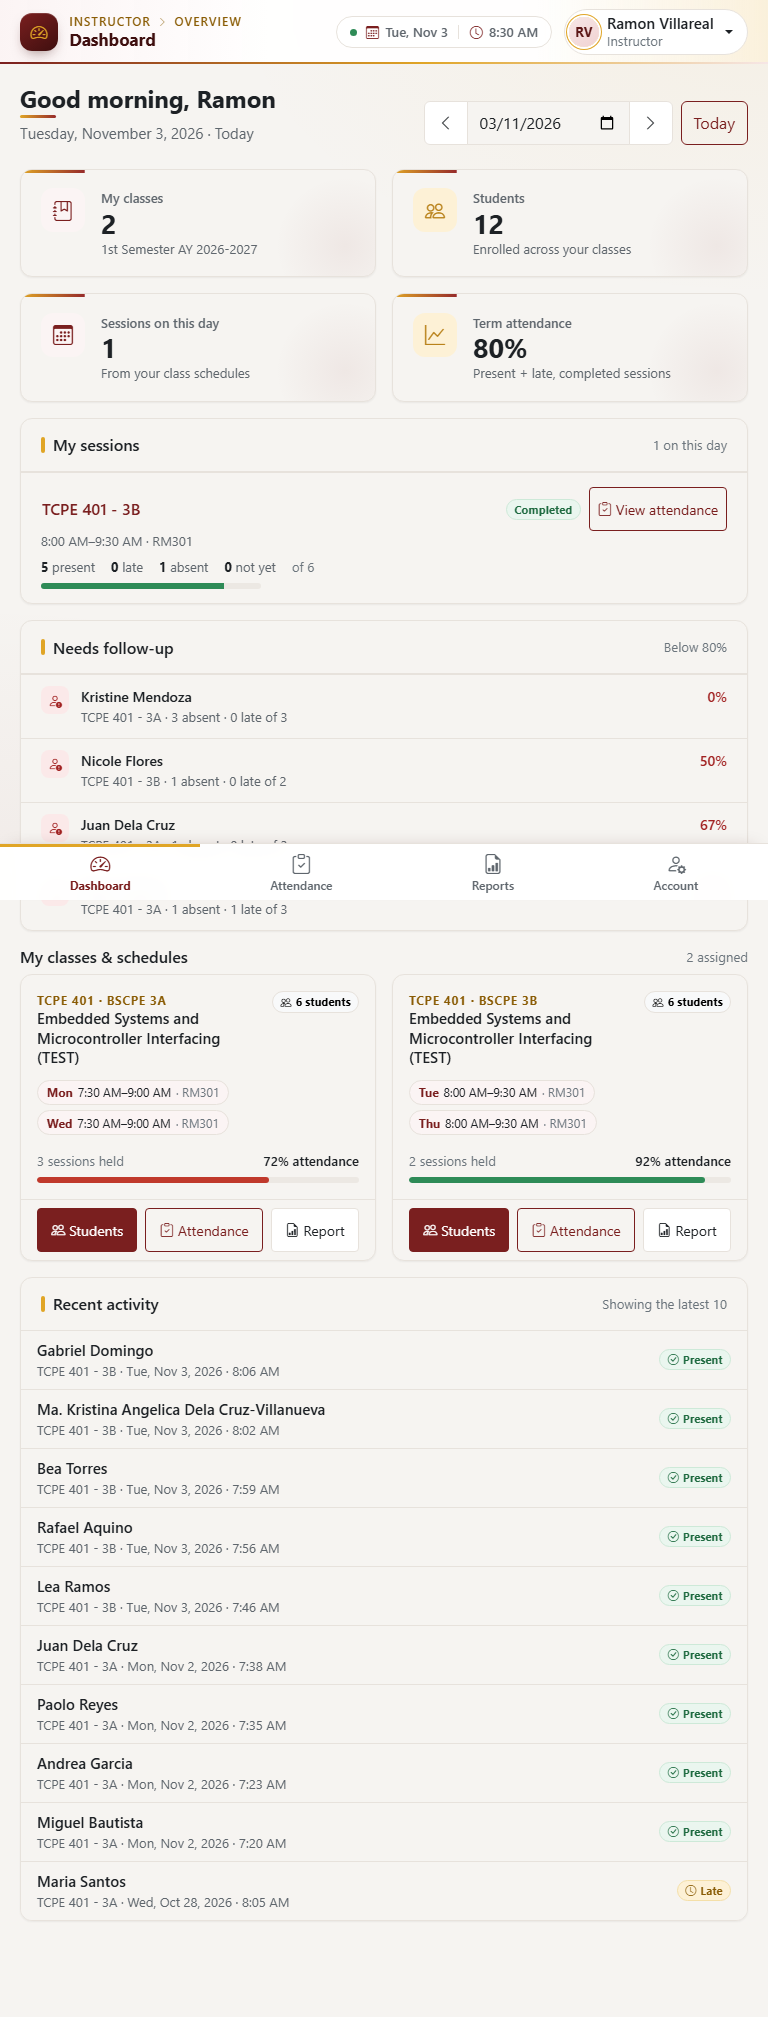 INSTRUCTOR > OVERVIEW
Dashboard
Tue, Nov 3
8:30 AM
RV
Ramon Villareal
Instructor
Good morning, Ramon
Tuesday, November 3, 2026 · Today
03/11/2026
Today
My classes
2
1st Semester AY 2026-2027
Students
12
Enrolled across your classes
Sessions on this day
1
From your class schedules
Term attendance
80%
Present + late, completed sessions
My sessions
1 on this day
TCPE 401 - 3B
Completed
View attendance
8:00 AM–9:30 AM · RM301
5 present 0 late 1 absent 0 not yet of 6
Needs follow-up
Below 80%
Kristine Mendoza
0%
TCPE 401 - 3A · 3 absent · 0 late of 3
Nicole Flores
50%
TCPE 401 - 3B · 1 absent · 0 late of 2
Juan Dela Cruz
67%
Dashboard
Attendance
Reports
Account
TCPE 401 - 3A · 1 absent · 1 late of 3
My classes & schedules
2 assigned
TCPE 401 · BSCPE 3A
6 students
Embedded Systems and
Microcontroller Interfacing
(TEST)
Mon 7:30 AM–9:00 AM · RM301
Wed 7:30 AM–9:00 AM · RM301
3 sessions held
72% attendance
Students
Attendance
Report
TCPE 401 · BSCPE 3B
6 students
Embedded Systems and
Microcontroller Interfacing
(TEST)
Tue 8:00 AM–9:30 AM · RM301
Thu 8:00 AM–9:30 AM · RM301
2 sessions held
92% attendance
Students
Attendance
Report
Recent activity
Showing the latest 10
Gabriel Domingo
TCPE 401 - 3B · Tue, Nov 3, 2026 · 8:06 AM
Present
Ma. Kristina Angelica Dela Cruz-Villanueva
TCPE 401 - 3B · Tue, Nov 3, 2026 · 8:02 AM
Present
Bea Torres
TCPE 401 - 3B · Tue, Nov 3, 2026 · 7:59 AM
Present
Rafael Aquino
TCPE 401 - 3B · Tue, Nov 3, 2026 · 7:56 AM
Present
Lea Ramos
TCPE 401 - 3B · Tue, Nov 3, 2026 · 7:46 AM
Present
Juan Dela Cruz
TCPE 401 - 3A · Mon, Nov 2, 2026 · 7:38 AM
Present
Paolo Reyes
TCPE 401 - 3A · Mon, Nov 2, 2026 · 7:35 AM
Present
Andrea Garcia
TCPE 401 - 3A · Mon, Nov 2, 2026 · 7:23 AM
Present
Miguel Bautista
TCPE 401 - 3A · Mon, Nov 2, 2026 · 7:20 AM
Present
Maria Santos
TCPE 401 - 3A · Wed, Oct 28, 2026 · 8:05 AM
Late